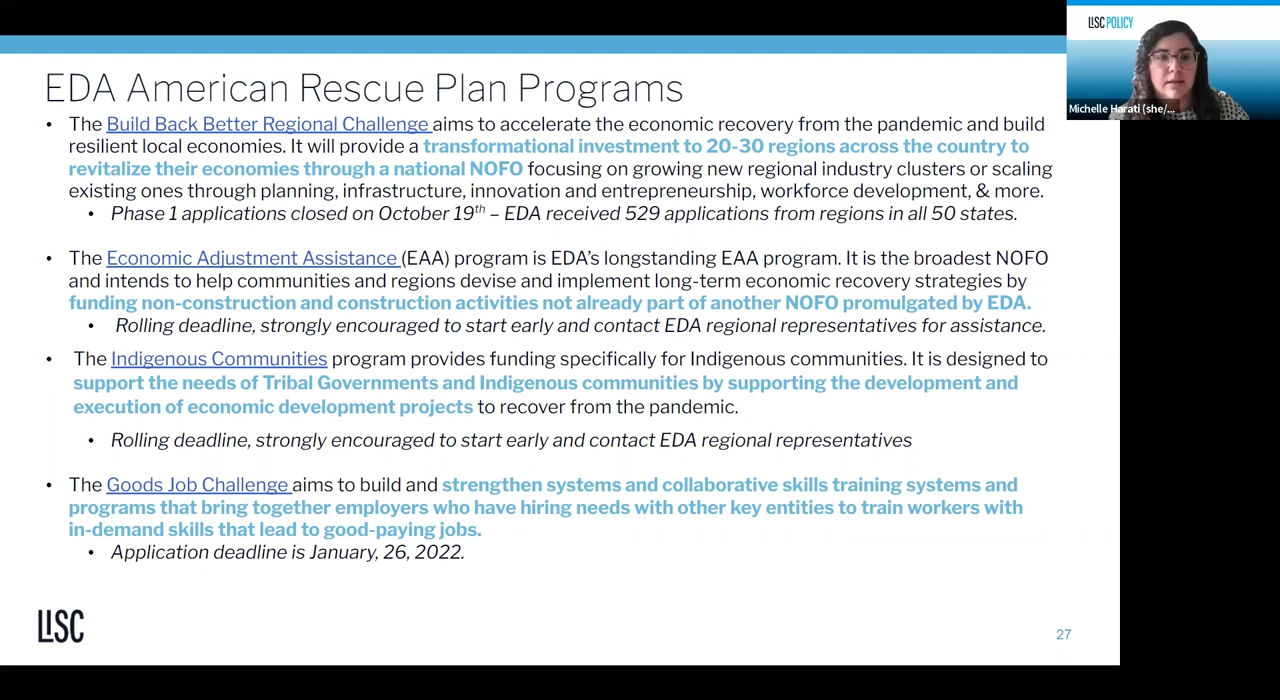 EDA American Rescue Plan Programs
• The Build Back Better Regional Challenge aims to accelerate the economic recovery from the pandemic and build
resilient local economies. It will provide a transformational investment to 20-30 regions across the country to
revitalize their economies through a national NOFO focusing on growing new regional industry clusters or scaling
existing ones through planning, infrastructure, innovation and entrepreneurship, workforce development, & more.
• Phase 1 applications closed on October 19th – EDA received 529 applications from regions in all 50 states.
• The Economic Adjustment Assistance (EAA) program is EDA's longstanding EAA program. It is the broadest NOFO
and intends to help communities and regions devise and implement long-term economic recovery strategies by
funding non-construction and construction activities not already part of another NOFO promulgated by EDA.
• Rolling deadline, strongly encouraged to start early and contact EDA regional representatives for assistance.
• The Indigenous Communities program provides funding specifically for Indigenous communities. It is designed to
support the needs of Tribal Governments and Indigenous communities by supporting the development and
execution of economic development projects to recover from the pandemic.
• Rolling deadline, strongly encouraged to start early and contact EDA regional representatives
• The Goods Job Challenge aims to build and strengthen systems and collaborative skills training systems and
programs that bring together employers who have hiring needs with other key entities to train workers with
in-demand skills that lead to good-paying jobs.
• Application deadline is January, 26, 2022.
LISC
27
LISC POLICY
Michelle Harati (she/...